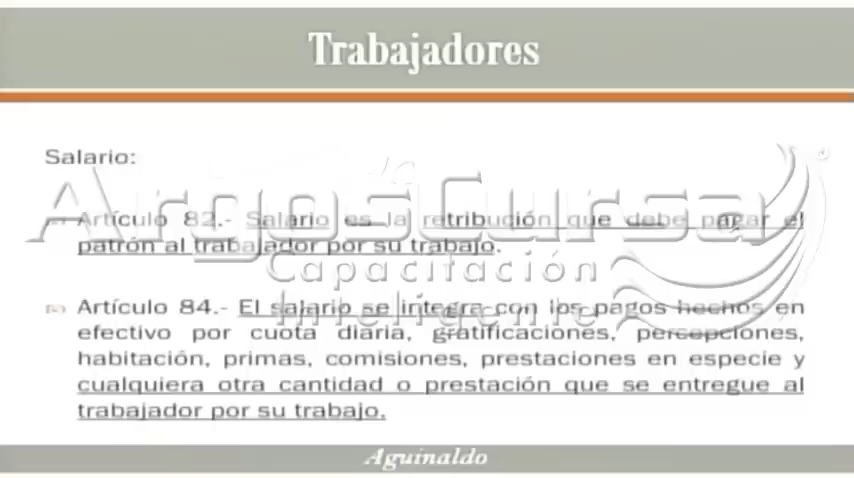 Trabajadores
Salario:
Artículo 82.- Salario es la retribución que debe pagar el
patrón al trabajador por su trabajo.
ArgosCursa
Capacitación
Inteligente
Artículo 84.- El salario se integra con los pagos hechos en
efectivo por cuota diaria, gratificaciones, percepciones,
habitación, primas, comisiones, prestaciones en especie y
cualquiera otra cantidad o prestación que se entregue al
trabajador por su trabajo.
Aguinaldo